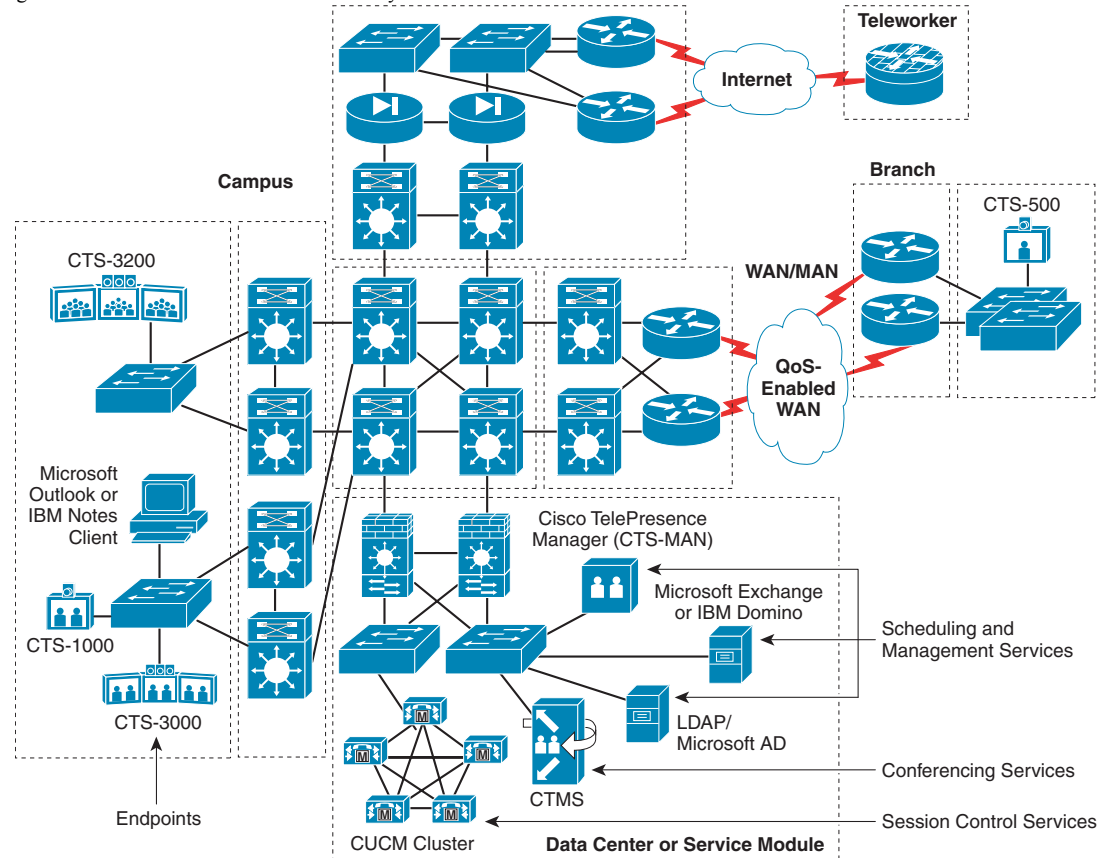 Teleworker
Internet
Campus
Branch
CTS-500
CTS-3200
WAN/MAN
QoS-
Enabled
WAN
Microsoft
Outlook or
IBM Notes
Client
Cisco TelePresence
Manager (CTS-MAN)
Microsoft Exchange
or IBM Domino
Scheduling and
Management Services
CTS-1000
CTS-3000
LDAP/
Microsoft AD
M
M
M
M
M
CTMS
Conferencing Services
Endpoints
CUCM Cluster
Session Control Services
Data Center or Service Module